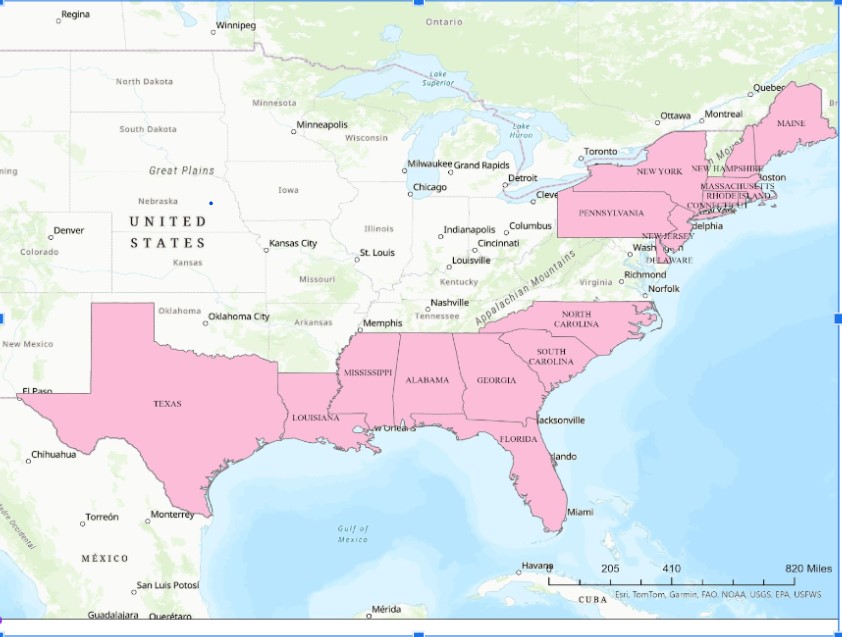 Regina
Winnipeg
Ontario
Lake
Superior
Quebec
North Dakota
Minnesota
Ottawa
Montreal
MAINE
Minneapolis
South Dakota
Wisconsin
Lake
Huron
Toronto
Great Plains
Milwaukee
Grand Rapids
NEW YORK
NEW HAMPSHIRE
Boston
Detroit
Chicago
MASSACHUSETTS
Iowa
RHODE ISLAND
Nebraska
CONNECTICUT
New York
UNITED
STATES
PENNSYLVANIA
Denver
Illinois
Indianapolis
Columbus
delphia
NEW JERSEY
Colorado
Kansas City
St. Louis
Cincinnati
Kansas
Louisville
DELAWARE
Missouri
Kentucky
Appalachian Mountains
Virginia
Richmond
Norfolk
Nashville
Oklahoma
Oklahoma City
Arkansas
Memphis
Tennessee
NORTH
CAROLINA
New Mexico
SOUTH
CAROLINA
MISSISSIPPI
ALABAMA
GEORGIA
El Paso
TEXAS
LOUISIANA
w Orleans
Jacksonville
FLORIDA
Chihuahua
lando
Torreón
Monterrey
Miami
Gulf of
Mexico
MÉXICO
Havana
0 205 410 820 Miles
San Luis Potosí
Esri, TomTom, Garmin, FAO, NOAA, USGS, EPA, USFWS
CUBA
Guadalajara
Querétaro
Mérida